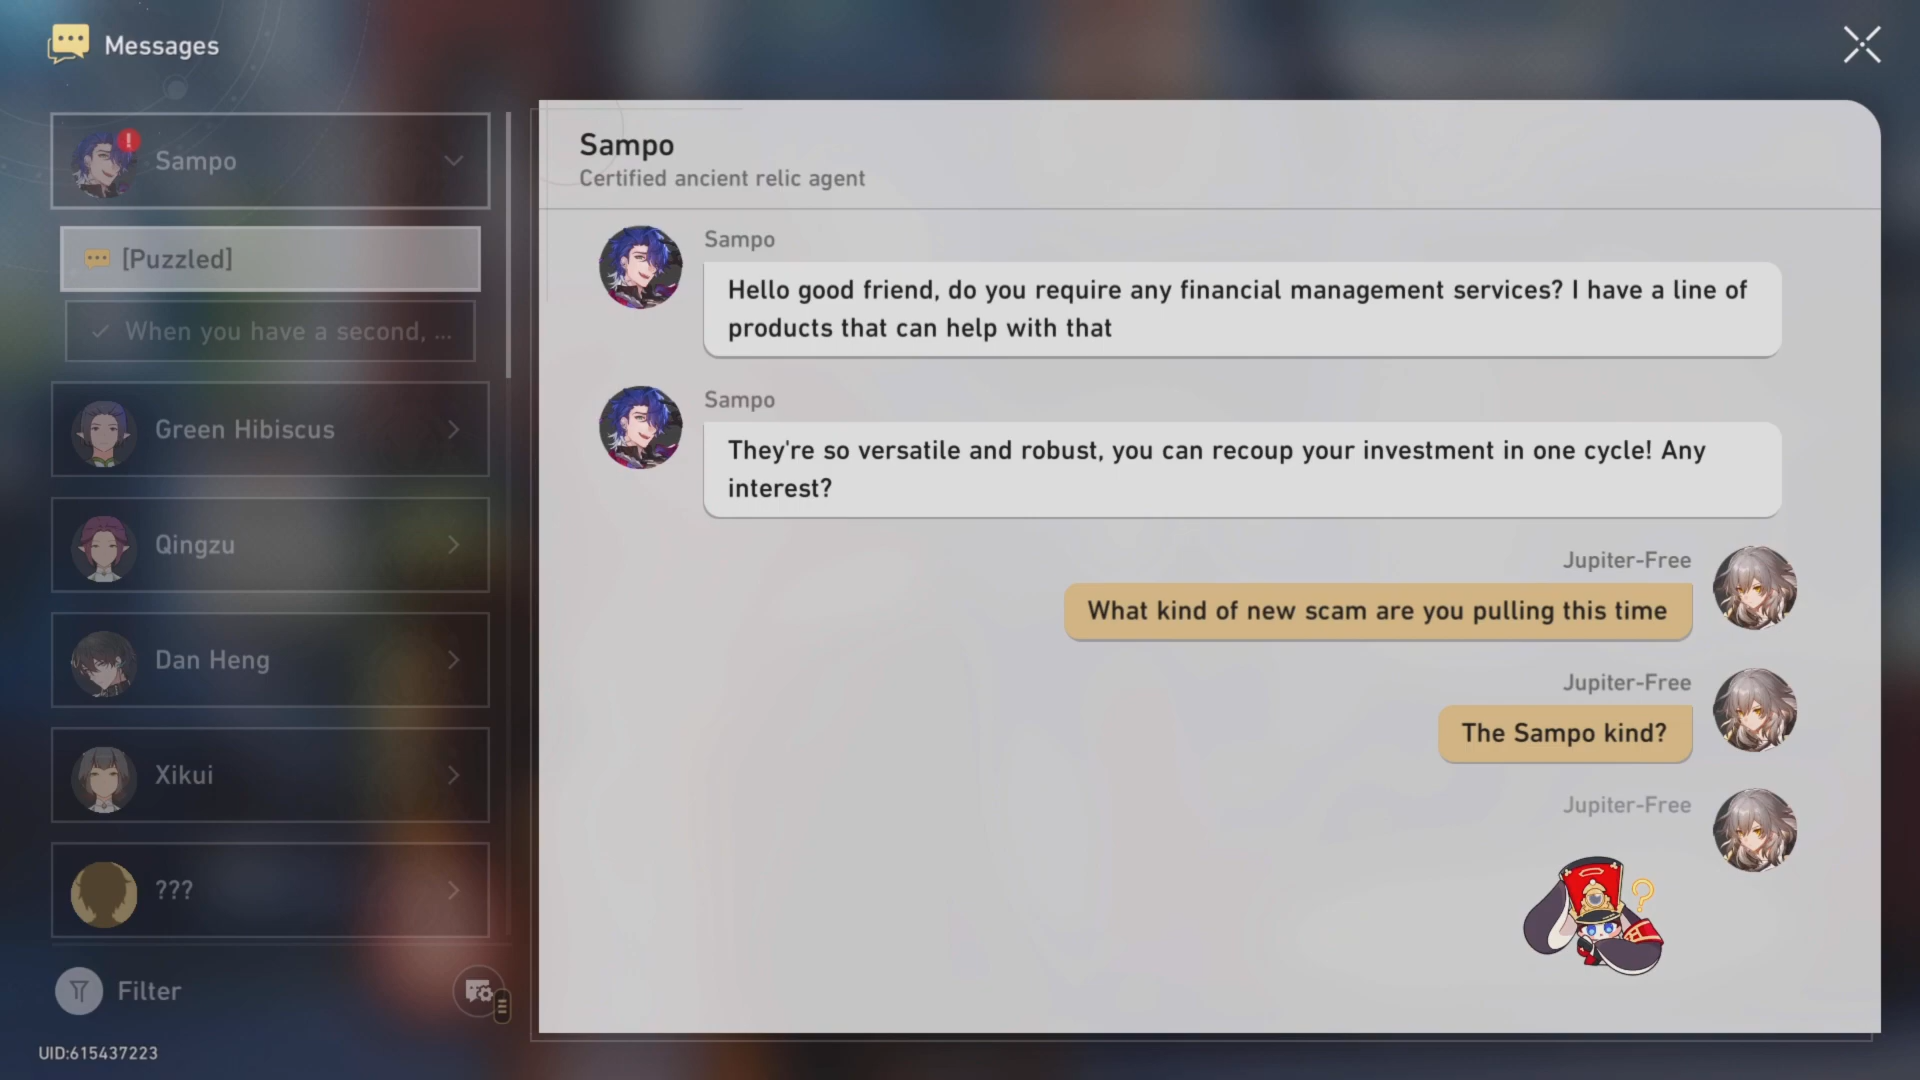 Messages
Sampo
[Puzzled]
When you have a second, ...
Green Hibiscus
Qingzu
Dan Heng
Xikui
???
Filter
UID:615437223
Sampo
Certified ancient relic agent
Sampo
Hello good friend, do you require any financial management services? I have a line of
products that can help with that
Sampo
They're so versatile and robust, you can recoup your investment in one cycle! Any
interest?
Jupiter-Free
What kind of new scam are you pulling this time
Jupiter-Free
The Sampo kind?
Jupiter-Free